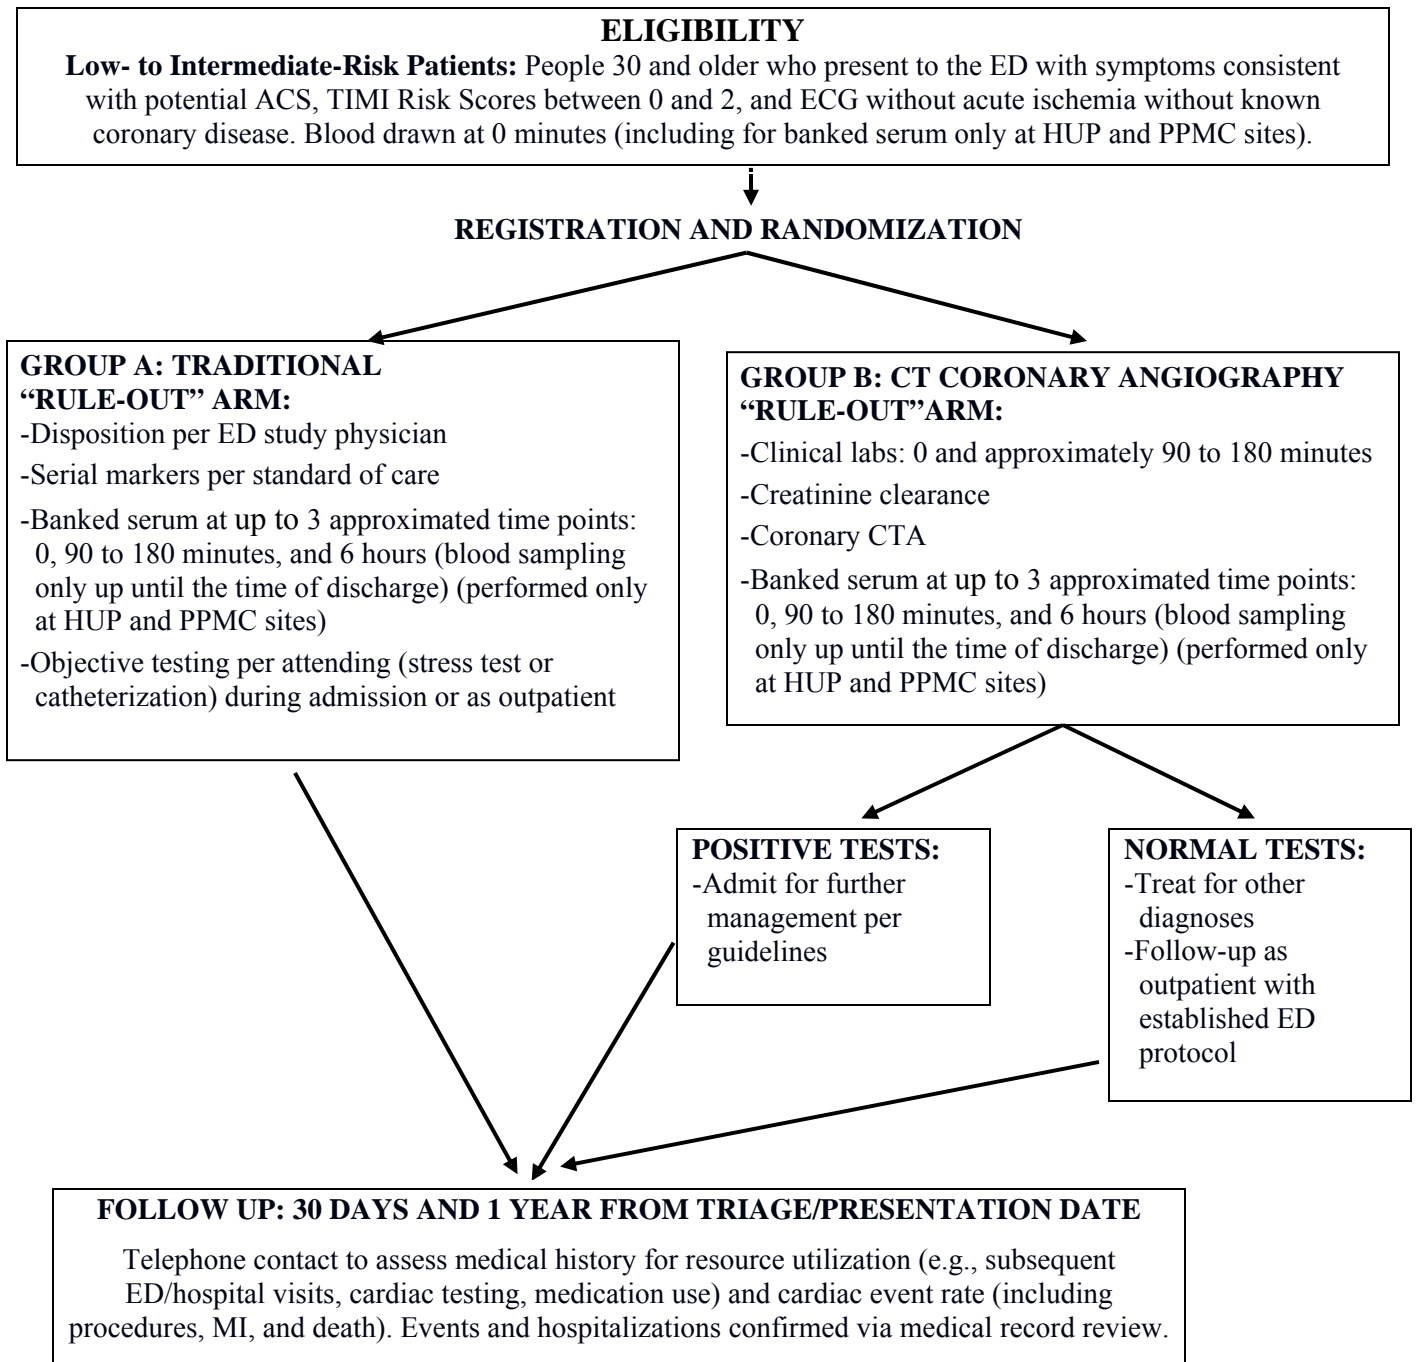 ELIGIBILITY
Low- to Intermediate-Risk Patients: People 30 and older who present to the ED with symptoms consistent
with potential ACS, TIMI Risk Scores between 0 and 2, and ECG without acute ischemia without known
coronary disease. Blood drawn at 0 minutes (including for banked serum only at HUP and PPMC sites).
REGISTRATION AND RANDOMIZATION
GROUP A: TRADITIONAL
“RULE-OUT” ARM:
-Disposition per ED study physician
-Serial markers per standard of care
-Banked serum at up to 3 approximated time points:
0, 90 to 180 minutes, and 6 hours (blood sampling
only up until the time of discharge) (performed only
at HUP and PPMC sites)
-Objective testing per attending (stress test or
catheterization) during admission or as outpatient
GROUP B: CT CORONARY ANGIOGRAPHY
“RULE-OUT”ARM:
-Clinical labs: 0 and approximately 90 to 180 minutes
-Creatinine clearance
-Coronary CTA
-Banked serum at up to 3 approximated time points:
0, 90 to 180 minutes, and 6 hours (blood sampling
only up until the time of discharge) (performed only
at HUP and PPMC sites)
POSITIVE TESTS:
-Admit for further
management per
guidelines
NORMAL TESTS:
-Treat for other
diagnoses
-Follow-up as
outpatient with
established ED
protocol
FOLLOW UP: 30 DAYS AND 1 YEAR FROM TRIAGE/PRESENTATION DATE
Telephone contact to assess medical history for resource utilization (e.g., subsequent
ED/hospital visits, cardiac testing, medication use) and cardiac event rate (including
procedures, MI, and death). Events and hospitalizations confirmed via medical record review.